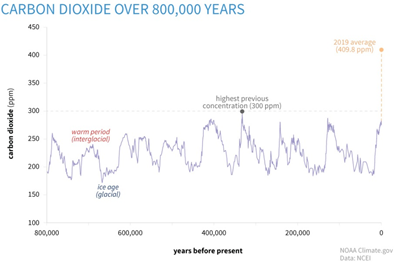 CARBON DIOXIDE OVER 800,000 YEARS
450
400
350
300
250
200
150
100
carbon dioxide (ppm)
2019 average
(409.8 ppm)
highest previous
concentration (300 ppm)
warm period
(interglacial)
ice age
(glacial)
800,000
600,000
400,000
200,000
0
years before present
NOAA Climate.gov
Data: NCEI